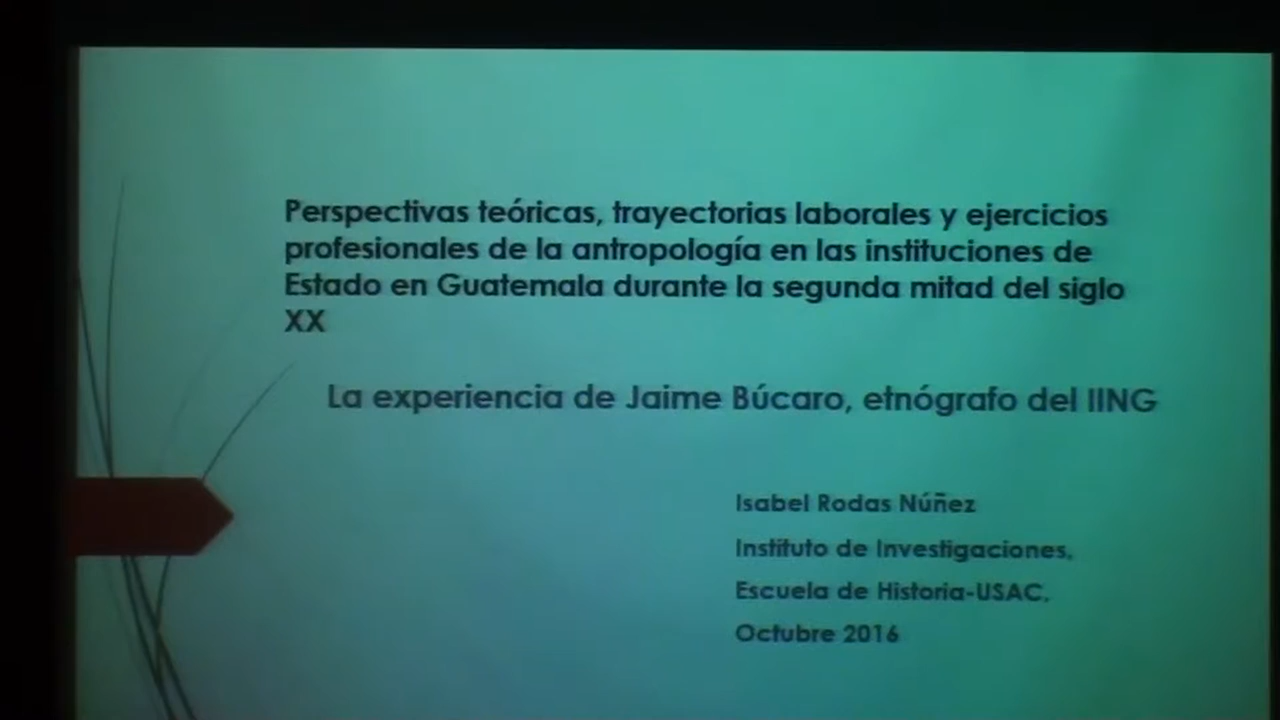 Perspectivas teóricas, trayectorias laborales y ejercicios
profesionales de la antropología en las instituciones de
Estado en Guatemala durante la segunda mitad del siglo
XX
La experiencia de Jaime Búcaro, etnógrafo del IING
Isabel Rodas Núñez
Instituto de Investigaciones,
Escuela de Historia-USAC,
Octubre 2016